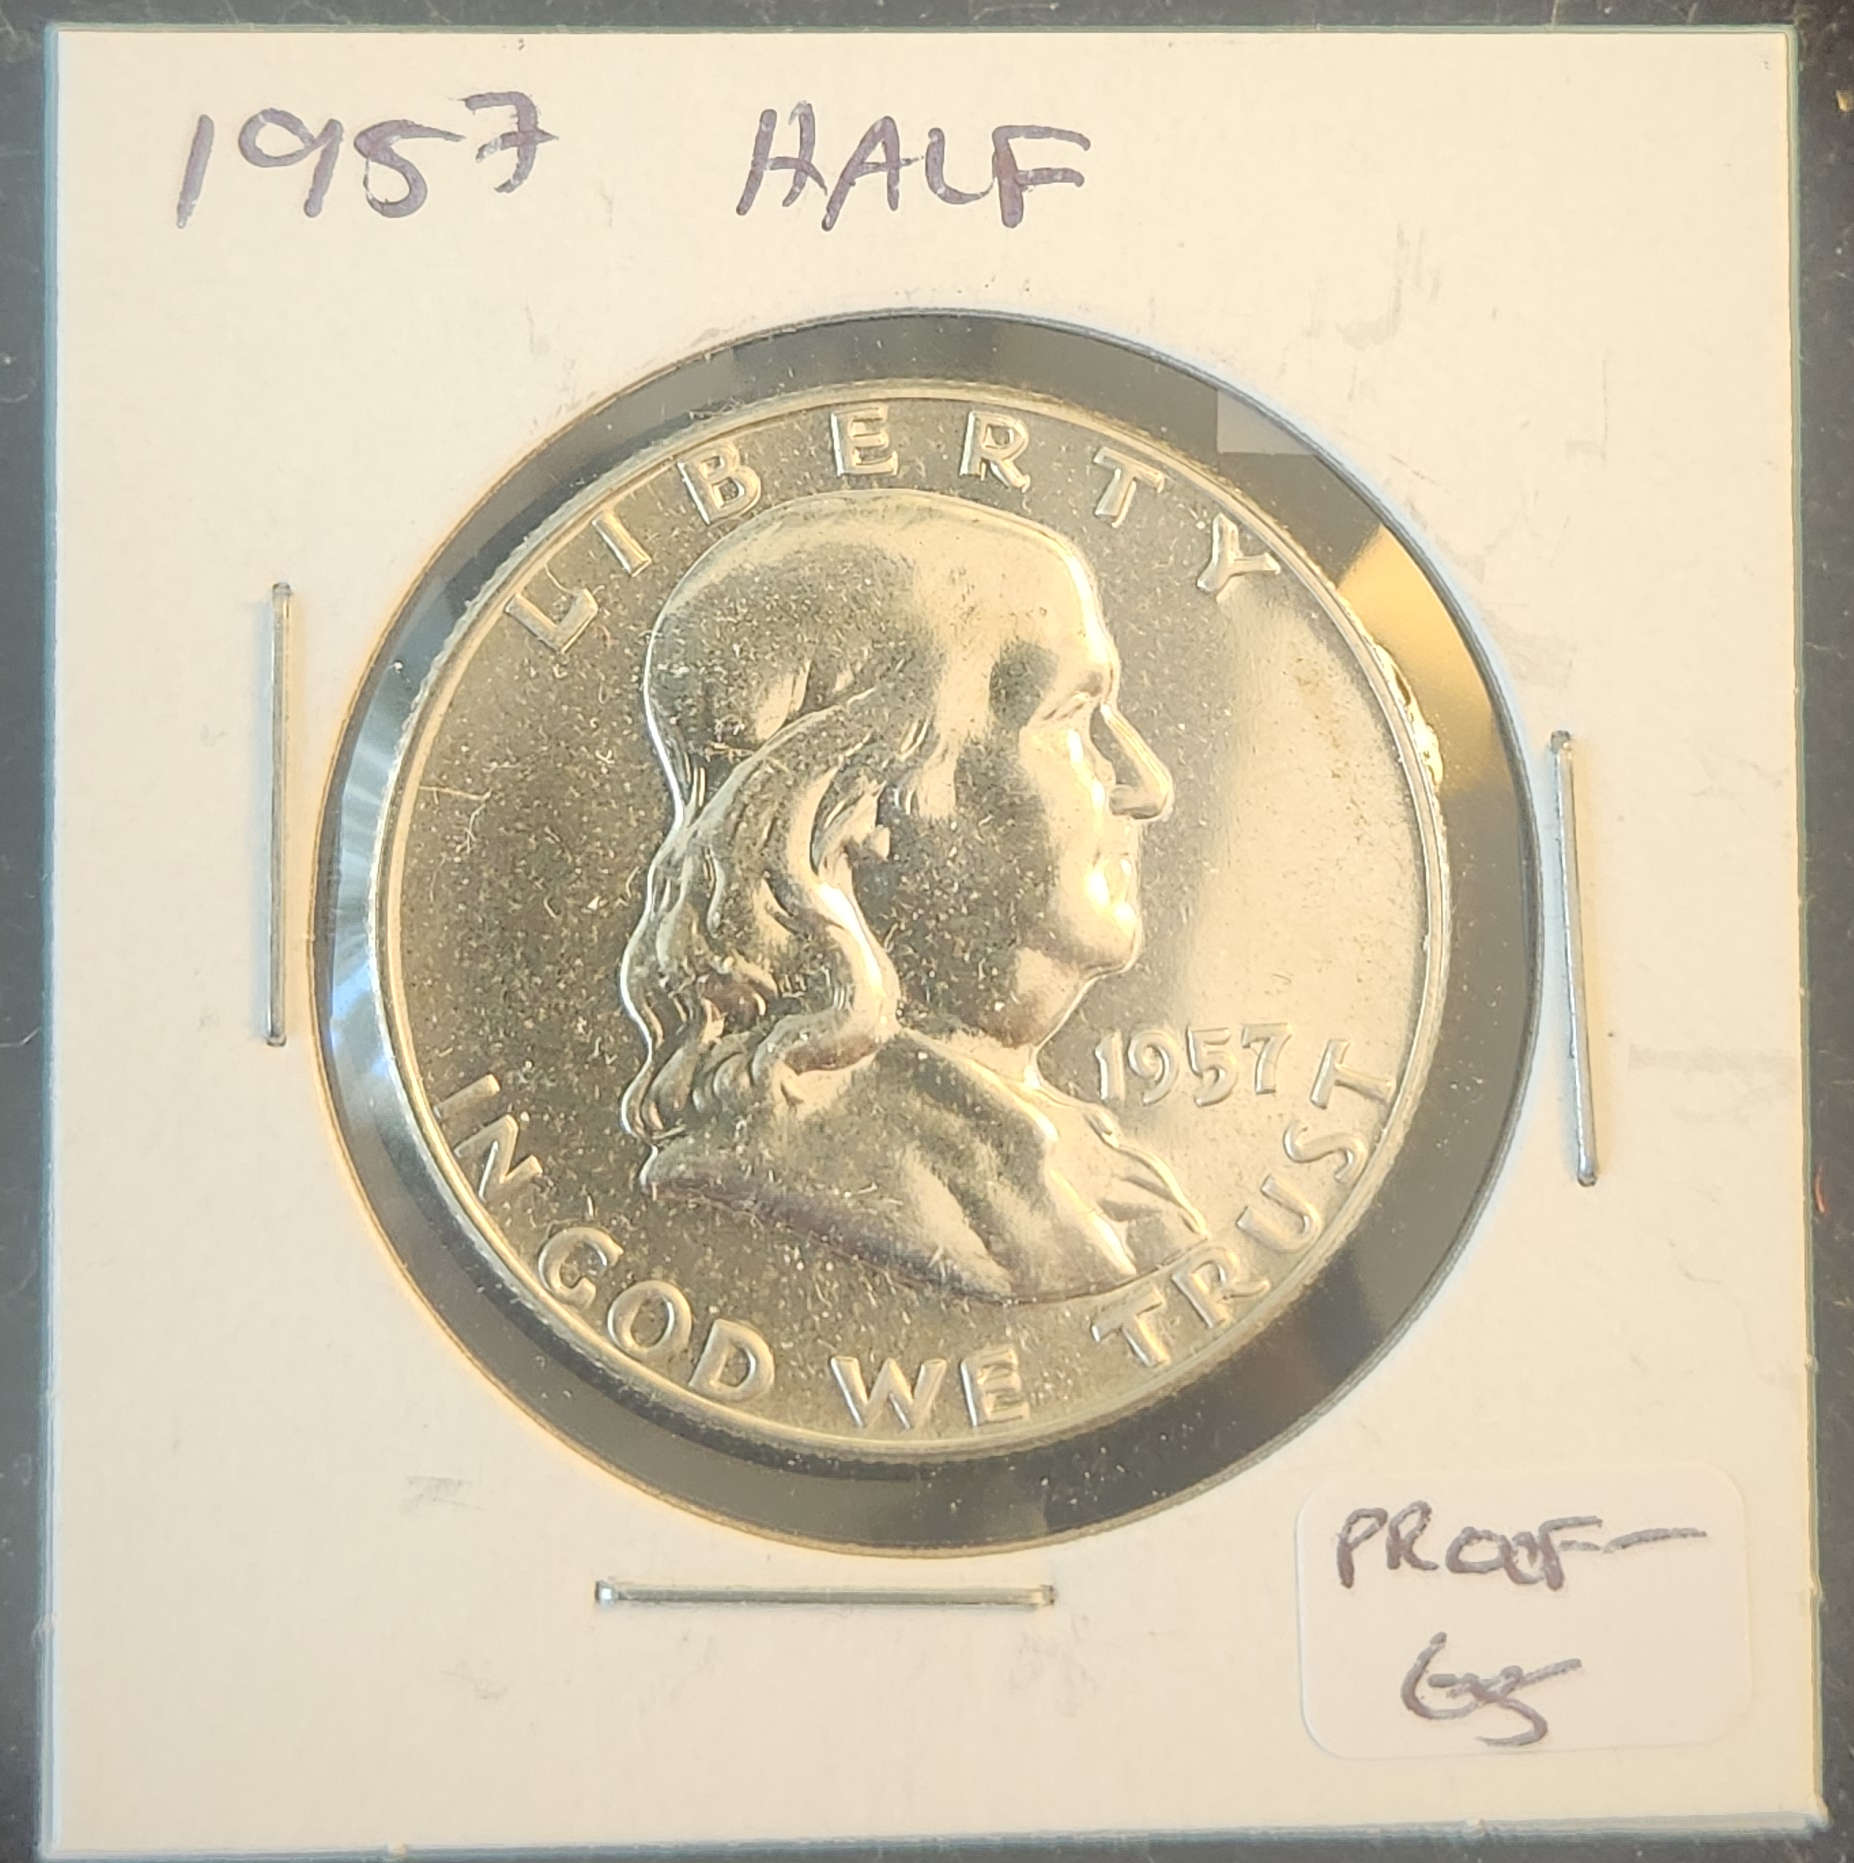 1957 HALF
LIBERTY
1957
IN GOD WE TRUST
PROOF-
65